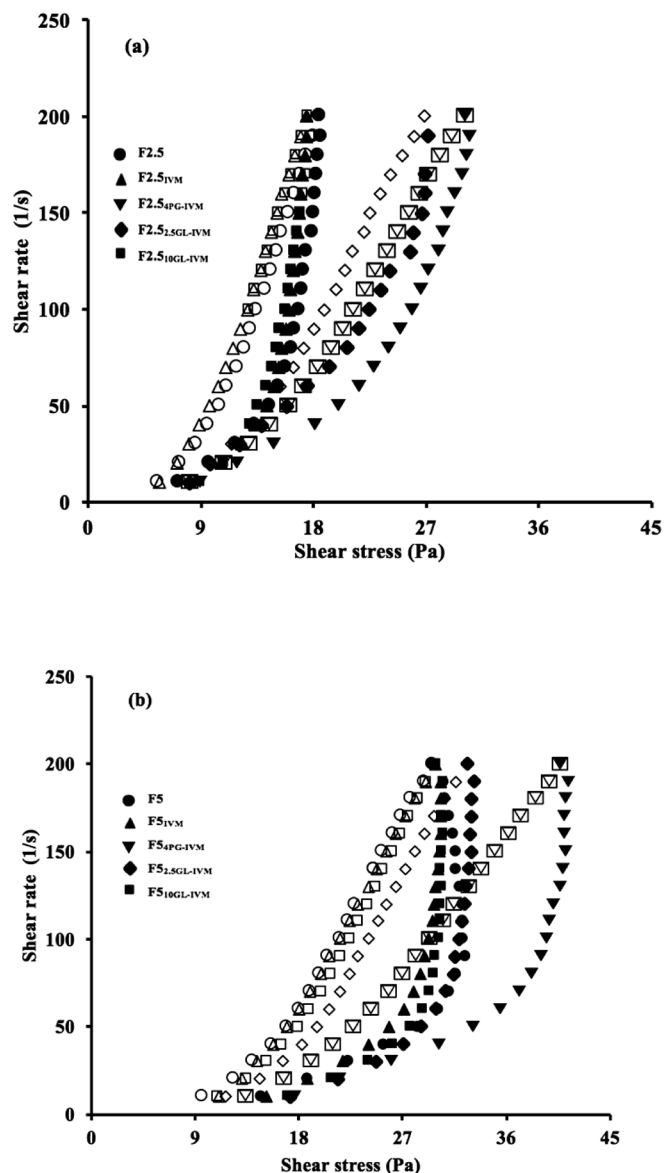 (a)
250
200
150
100
50
0
Shear rate (1/s)
F2.5
F2.5IVM
F2.54PG-IVM
F2.52.5GL-IVM
F2.510GL-IVM
0 9 18 27 36 45
Shear stress (Pa)
(b)
250
200
150
100
50
0
Shear rate (1/s)
F5
F5IVM
F54PG-IVM
F52.5GL-IVM
F510GL-IVM
0 9 18 27 36 45
Shear stress (Pa)